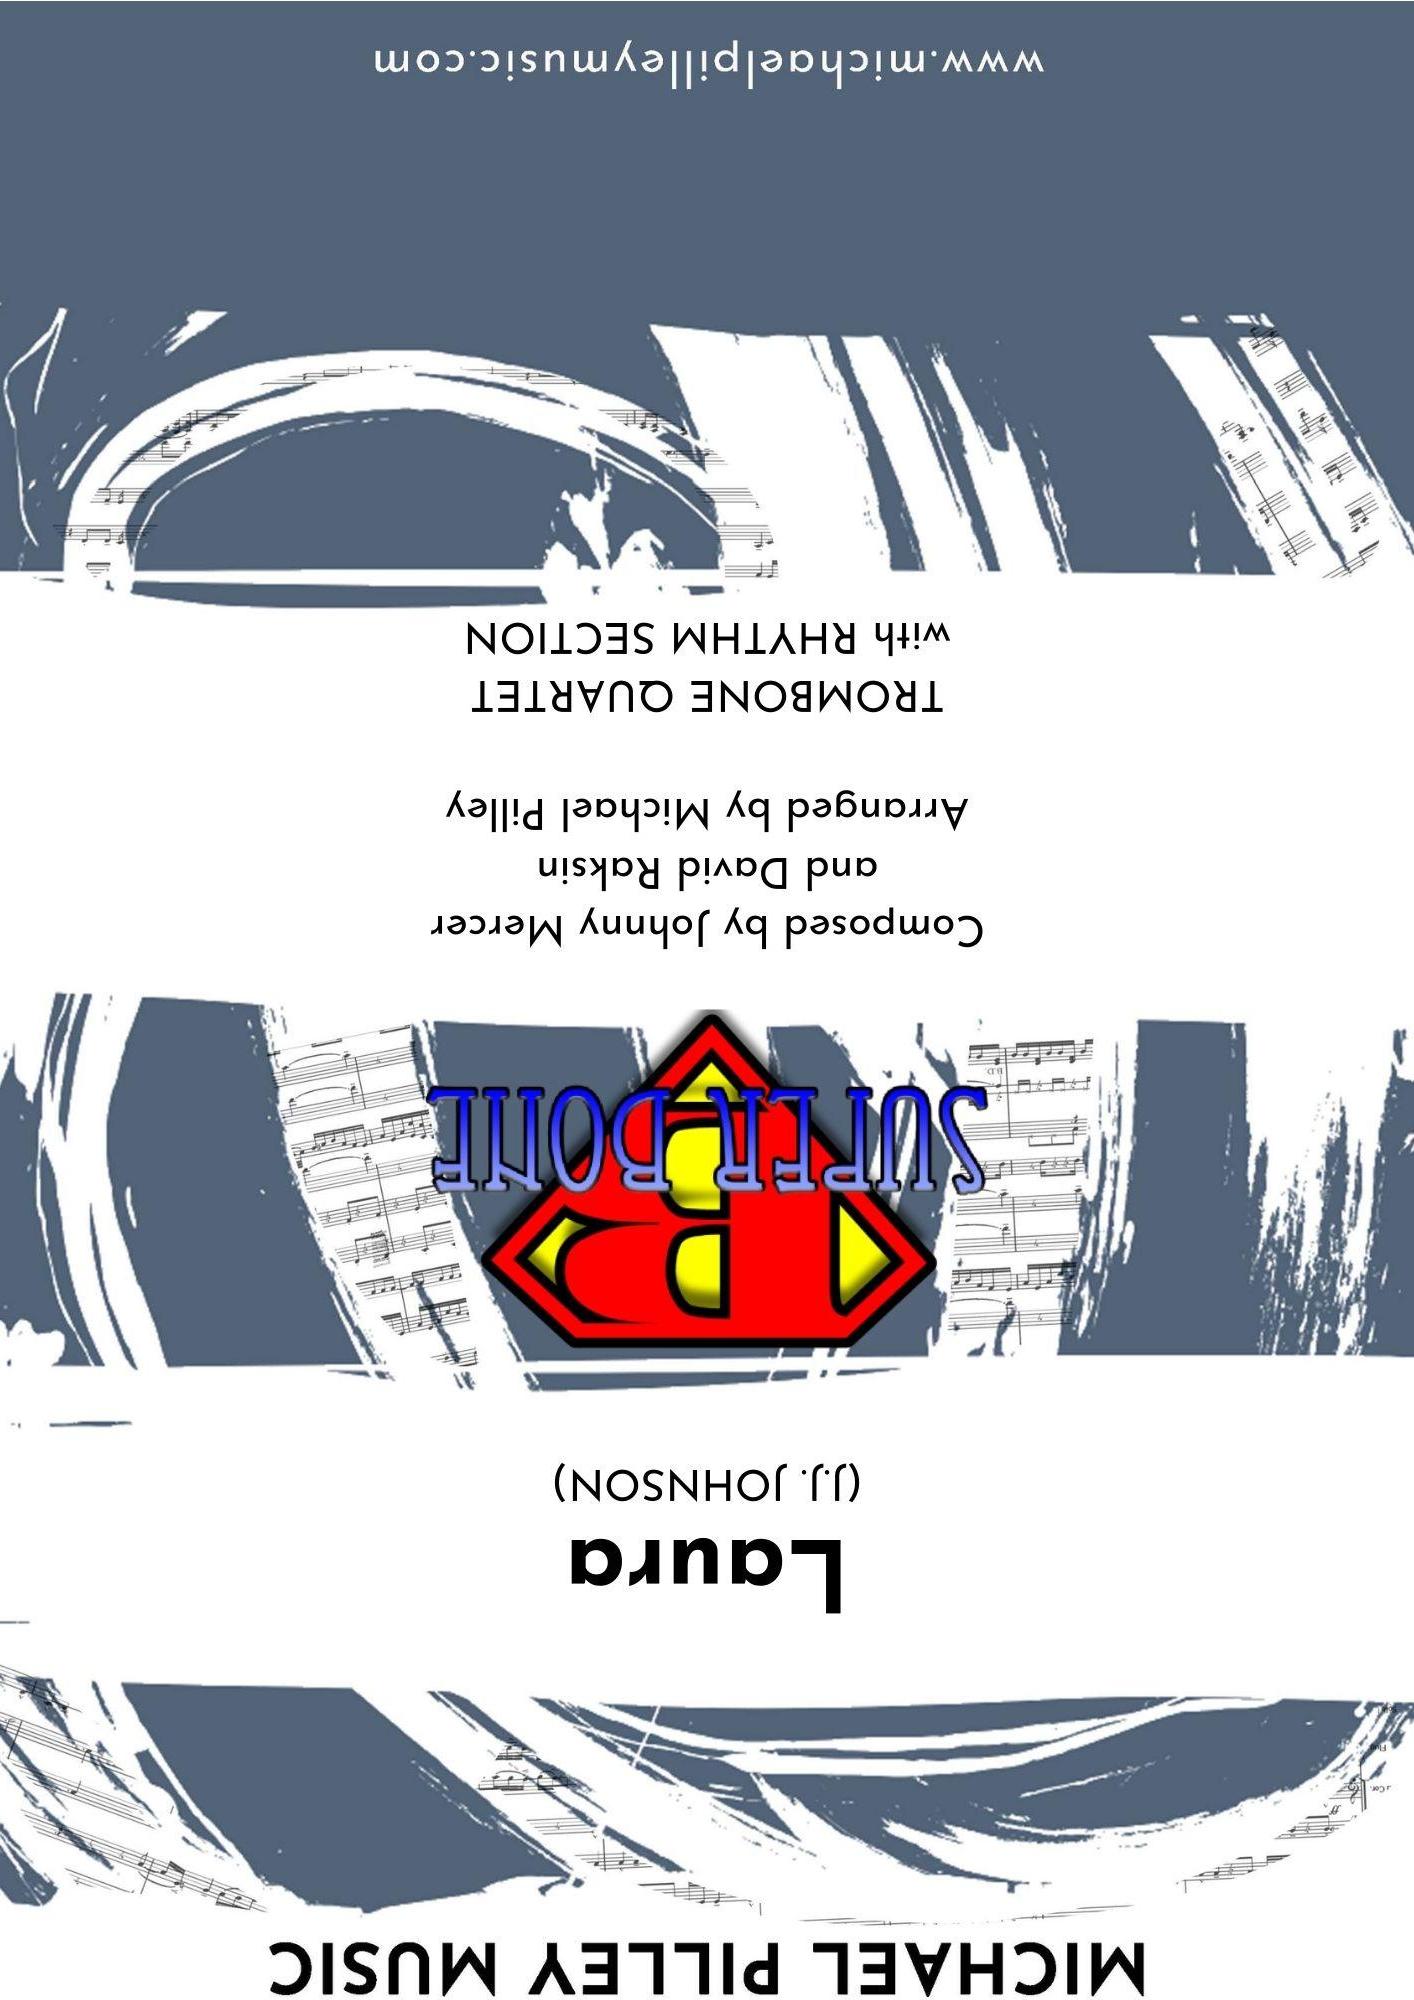 MICHAEL PILLEY MUSIC
Laura
(J.J. JOHNSON)
SUPER BONE
Composed by Johnny Mercer
and David Raksin
Arranged by Michael Pilley
TROMBONE QUARTET
with RHYTHM SECTION
www.michaelpilleymusic.com